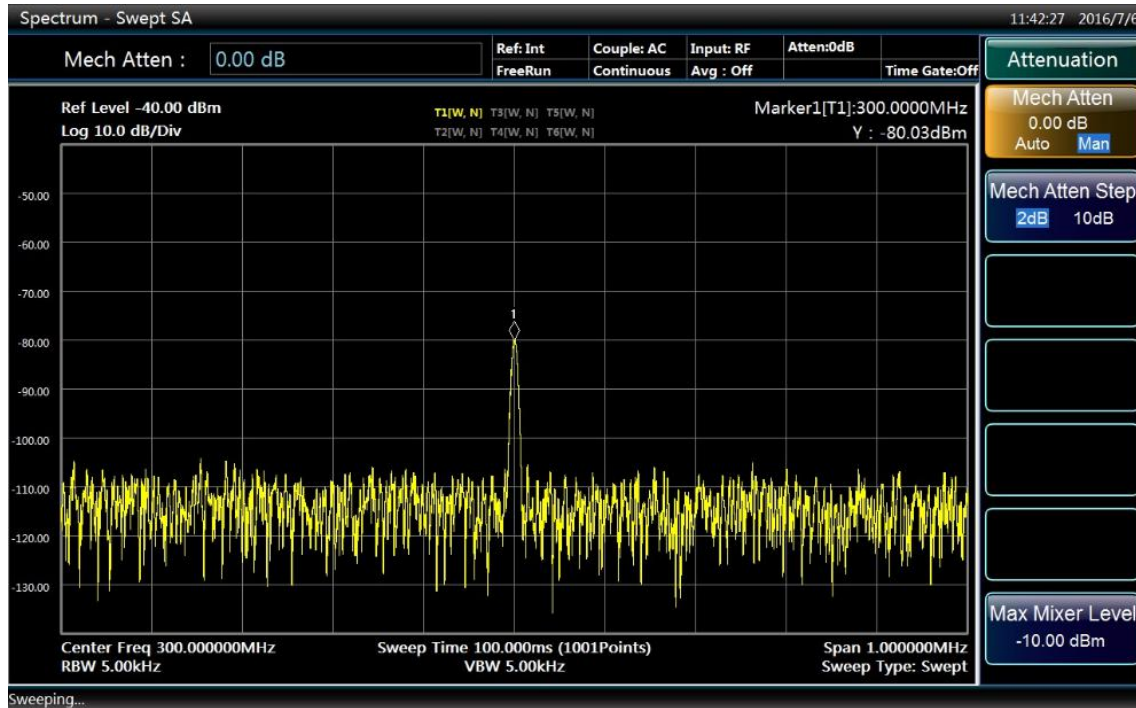 Spectrum - Swept SA
11:42:27 2016/7/6
Mech Atten : 0.00 dB
Ref: Int Couple: AC Input: RF Atten:0dB
FreeRun Continuous Avg : Off Time Gate:Off
Attenuation
Mech Atten
0.00 dB
Auto Man
Mech Atten Step
2dB 10dB
Max Mixer Level
-10.00 dBm
Ref Level -40.00 dBm
Log 10.0 dB/Div
T1[W, N] T3[W, N] T5[W, N]
T2[W, N] T4[W, N] T6[W, N]
Marker1[T1]:300.0000MHz
Y : -80.03dBm
-50.00
-60.00
-70.00
1
-80.00
-90.00
-100.00
-110.00
-120.00
-130.00
Center Freq 300.000000MHz Sweep Time 100.000ms (1001Points) Span 1.000000MHz
RBW 5.00kHz VBW 5.00kHz Sweep Type: Swept
Sweeping...